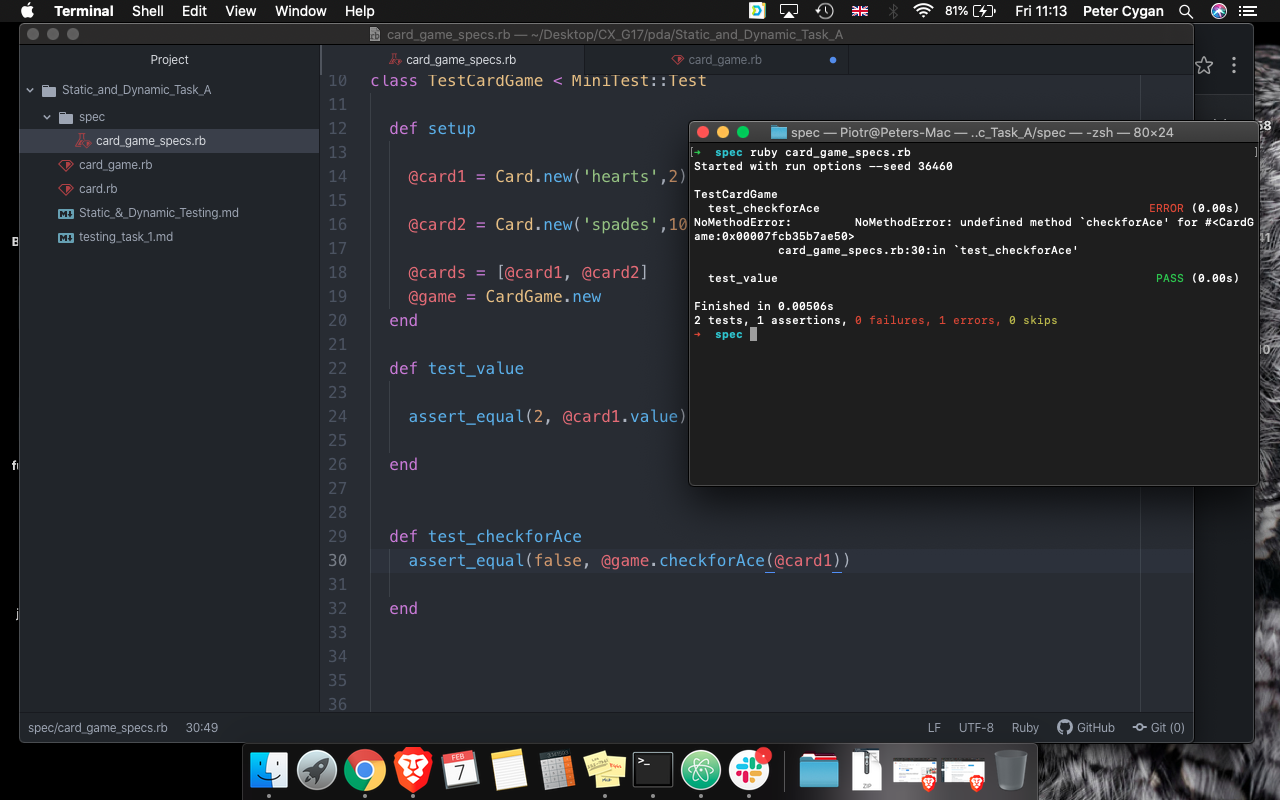 Terminal Shell Edit View Window Help 81% Fri 11:13 Peter Cygan
card_game_specs.rb — ~/Desktop/CX_G17/pda/Static_and_Dynamic_Task_A
Project
card_game_specs.rb
card_game.rb
Static_and_Dynamic_Task_A
spec
card_game_specs.rb
card_game.rb
card.rb
Static_&_Dynamic_Testing.md
testing_task_1.md
10 class TestCardGame < MiniTest::Test
11
12 def setup
13
14 @card1 = Card.new('hearts',2)
15
16 @card2 = Card.new('spades',10
17
18 @cards = [@card1, @card2]
19 @game = CardGame.new
20 end
21
22 def test_value
23
24 assert_equal(2, @card1.value)
25
26 end
27
28
29 def test_checkforAce
30 assert_equal(false, @game.checkforAce(@card1))
31
32 end
33
34
35
36
spec — Piotr@Peters-Mac — ..c_Task_A/spec — -zsh — 80×24
[➜ spec ruby card_game_specs.rb ]
Started with run options --seed 36460
TestCardGame
test_checkforAce ERROR (0.00s)
NoMethodError: NoMethodError: undefined method `checkforAce' for #<CardG
ame:0x00007fcb35b7ae50>
card_game_specs.rb:30:in `test_checkforAce'
test_value PASS (0.00s)
Finished in 0.00506s
2 tests, 1 assertions, 0 failures, 1 errors, 0 skips
➜ spec
spec/card_game_specs.rb 30:49 LF UTF-8 Ruby GitHub Git (0)
FEB
7
>_
ZIP